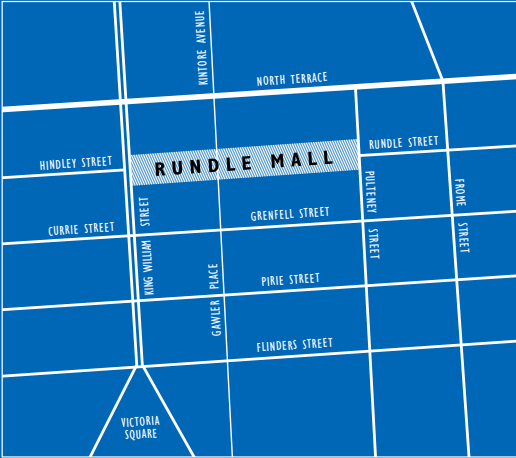 KINTORE AVENUE
NORTH TERRACE
RUNDLE STREET
HINDLEY STREET
RUNDLE MALL
PULTENEY STREET
FROME STREET
KING WILLIAM STREET
GRENFELL STREET
CURRIE STREET
GAWLER PLACE
PIRIE STREET
FLINDERS STREET
VICTORIA
SQUARE